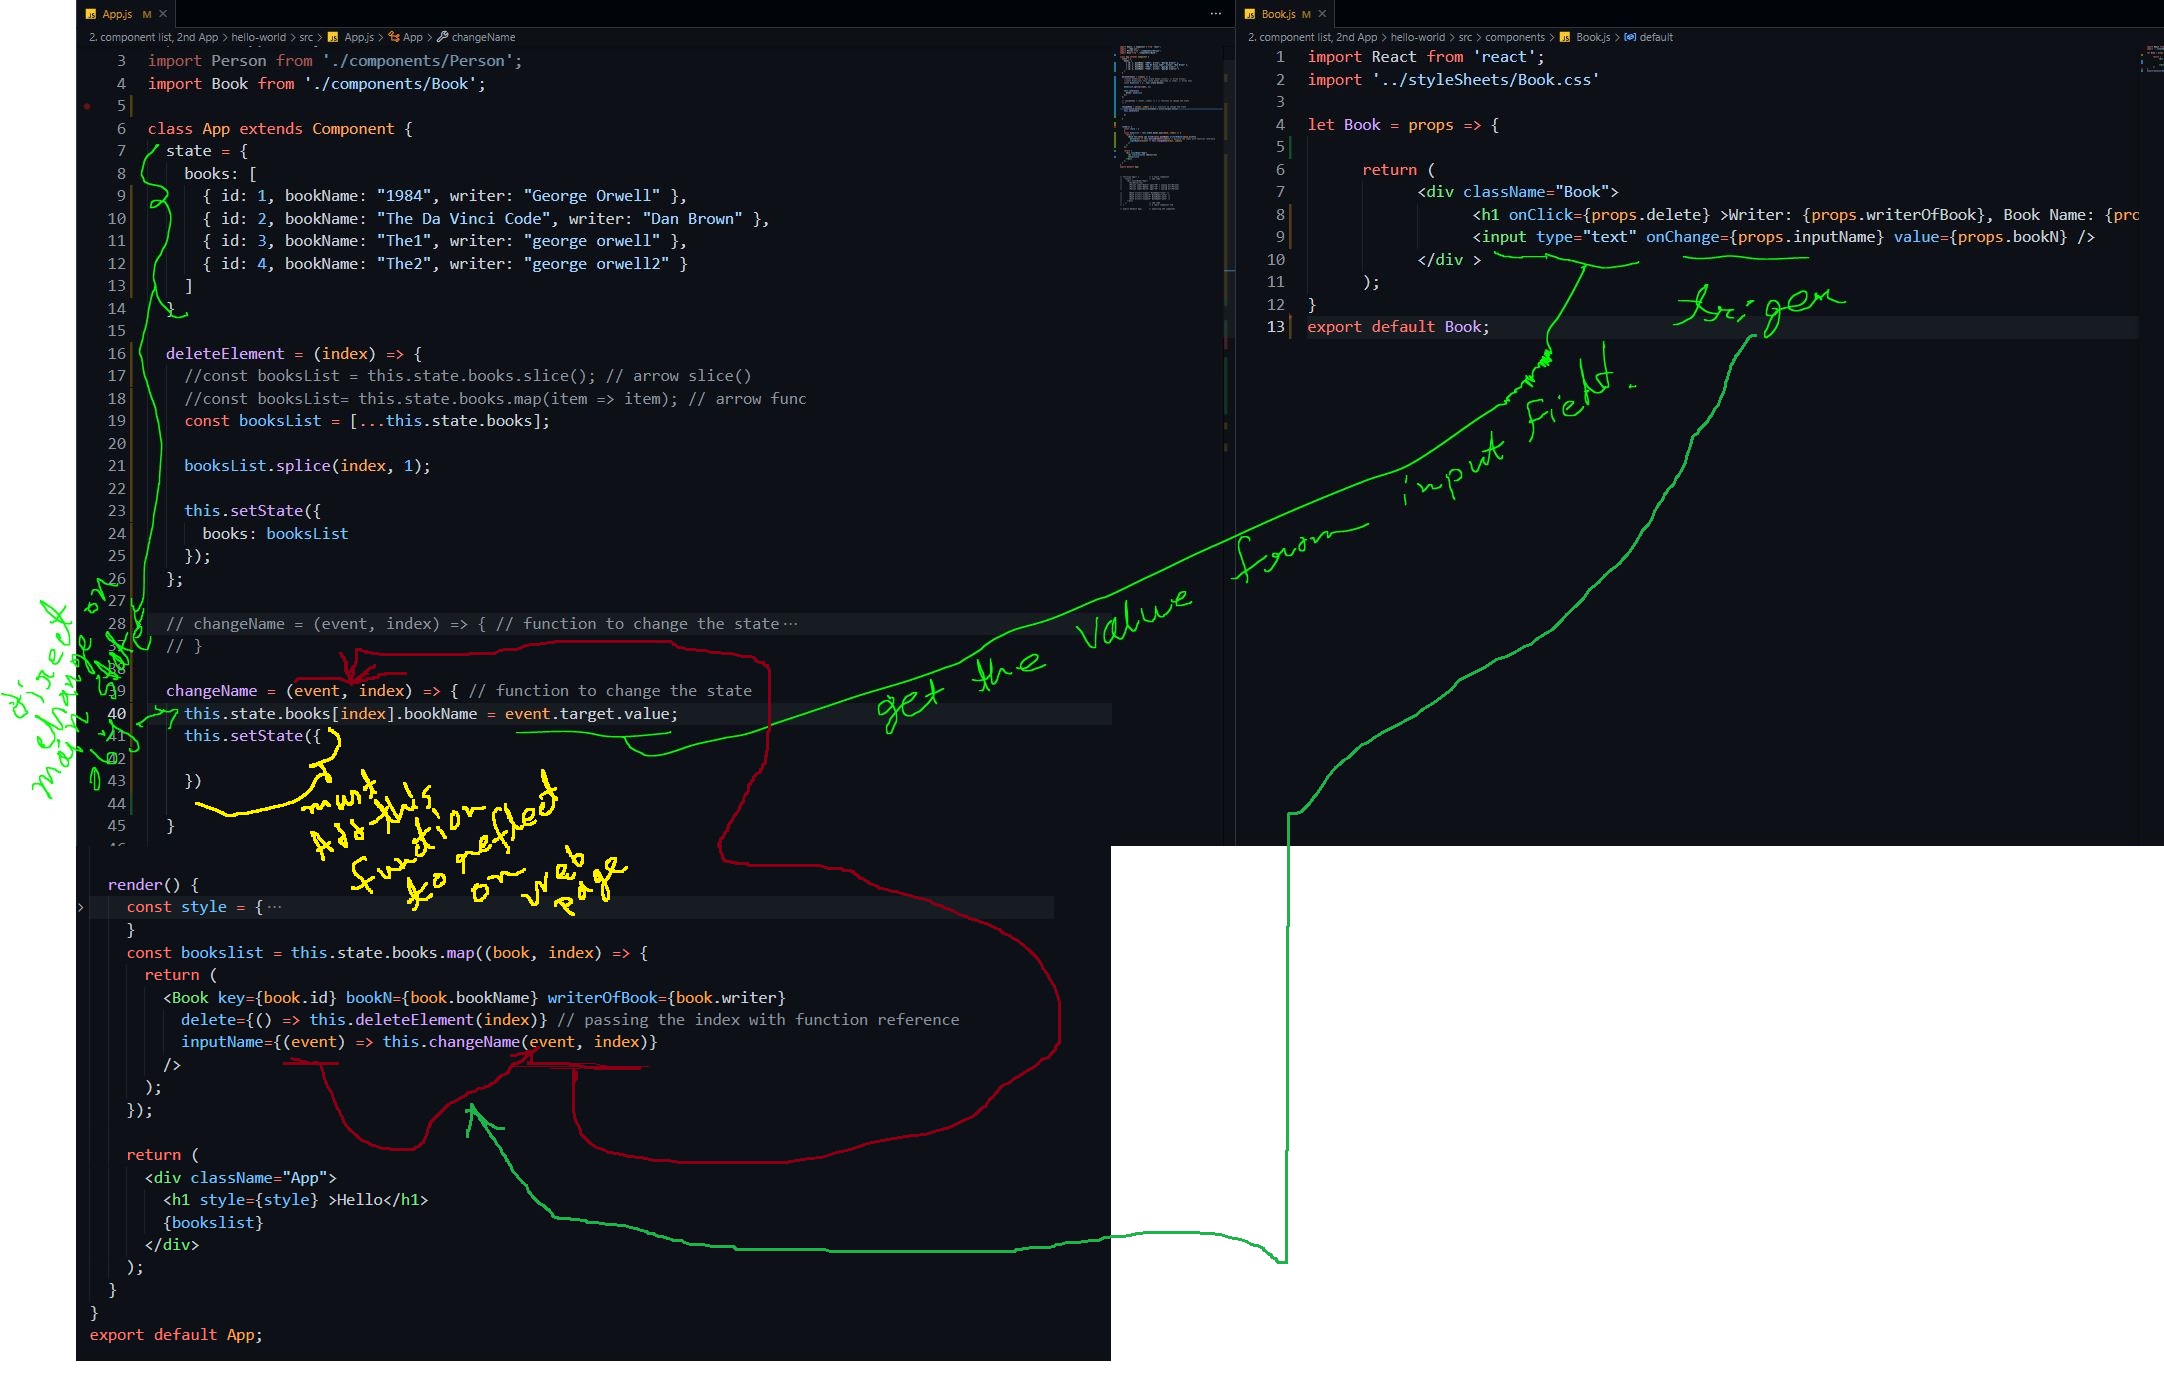 App.js M
2. component list, 2nd App > hello-world > src > App.js > App > changeName
3 import Person from './components/Person';
4 import Book from './components/Book';
5
6 class App extends Component {
7 state = {
8 books: [
9 { id: 1, bookName: "1984", writer: "George Orwell" },
10 { id: 2, bookName: "The Da Vinci Code", writer: "Dan Brown" },
11 { id: 3, bookName: "The1", writer: "george orwell" },
12 { id: 4, bookName: "The2", writer: "george orwell2" }
13 ]
14 }
15
16 deleteElement = (index) => {
17 //const booksList = this.state.books.slice(); // arrow slice()
18 //const booksList= this.state.books.map(item => item); // arrow func
19 const booksList = [...this.state.books];
20
21 booksList.splice(index, 1);
22
23 this.setState({
24 books: booksList
25 });
26 };
27
28 // changeName = (event, index) => { // function to change the state ...
37 // }
38
39 changeName = (event, index) => { // function to change the state
40 this.state.books[index].bookName = event.target.value;
41 this.setState({
42
43 })
44
45 }
direct
change on
main state
must
Add this
function
to reflect
on web
page
render() {
const style = { ...
}
const bookslist = this.state.books.map((book, index) => {
return (
<Book key={book.id} bookN={book.bookName} writerOfBook={book.writer}
delete={() => this.deleteElement(index)} // passing the index with function reference
inputName={(event) => this.changeName(event, index)}
/>
);
});
return (
<div className="App">
<h1 style={style} >Hello</h1>
{bookslist}
</div>
);
}
}
export default App;
Book.js M
2. component list, 2nd App > hello-world > src > components > Book.js > default
1 import React from 'react';
2 import '../styleSheets/Book.css'
3
4 let Book = props => {
5
6 return (
7 <div className="Book">
8 <h1 onClick={props.delete} >Writer: {props.writerOfBook}, Book Name: {pro
9 <input type="text" onChange={props.inputName} value={props.bookN} />
10 </div >
11 );
12 }
13 export default Book;
triger
get the value from input Field.